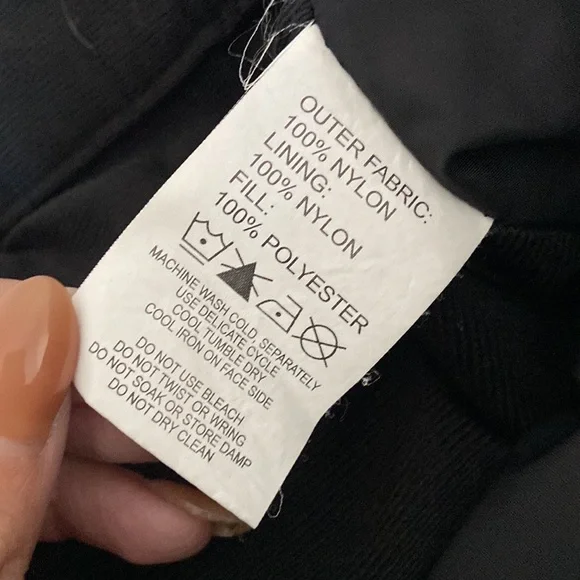 OUTER FABRIC:
100% NYLON
LINING:
100% NYLON
FILL:
100% POLYESTER
MACHINE WASH COLD, SEPARATELY
USE DELICATE CYCLE
COOL TUMBLE DRY
COOL IRON ON FACE SIDE
DO NOT USE BLEACH
DO NOT TWIST OR WRING
DO NOT SOAK OR STORE DAMP
DO NOT DRY CLEAN